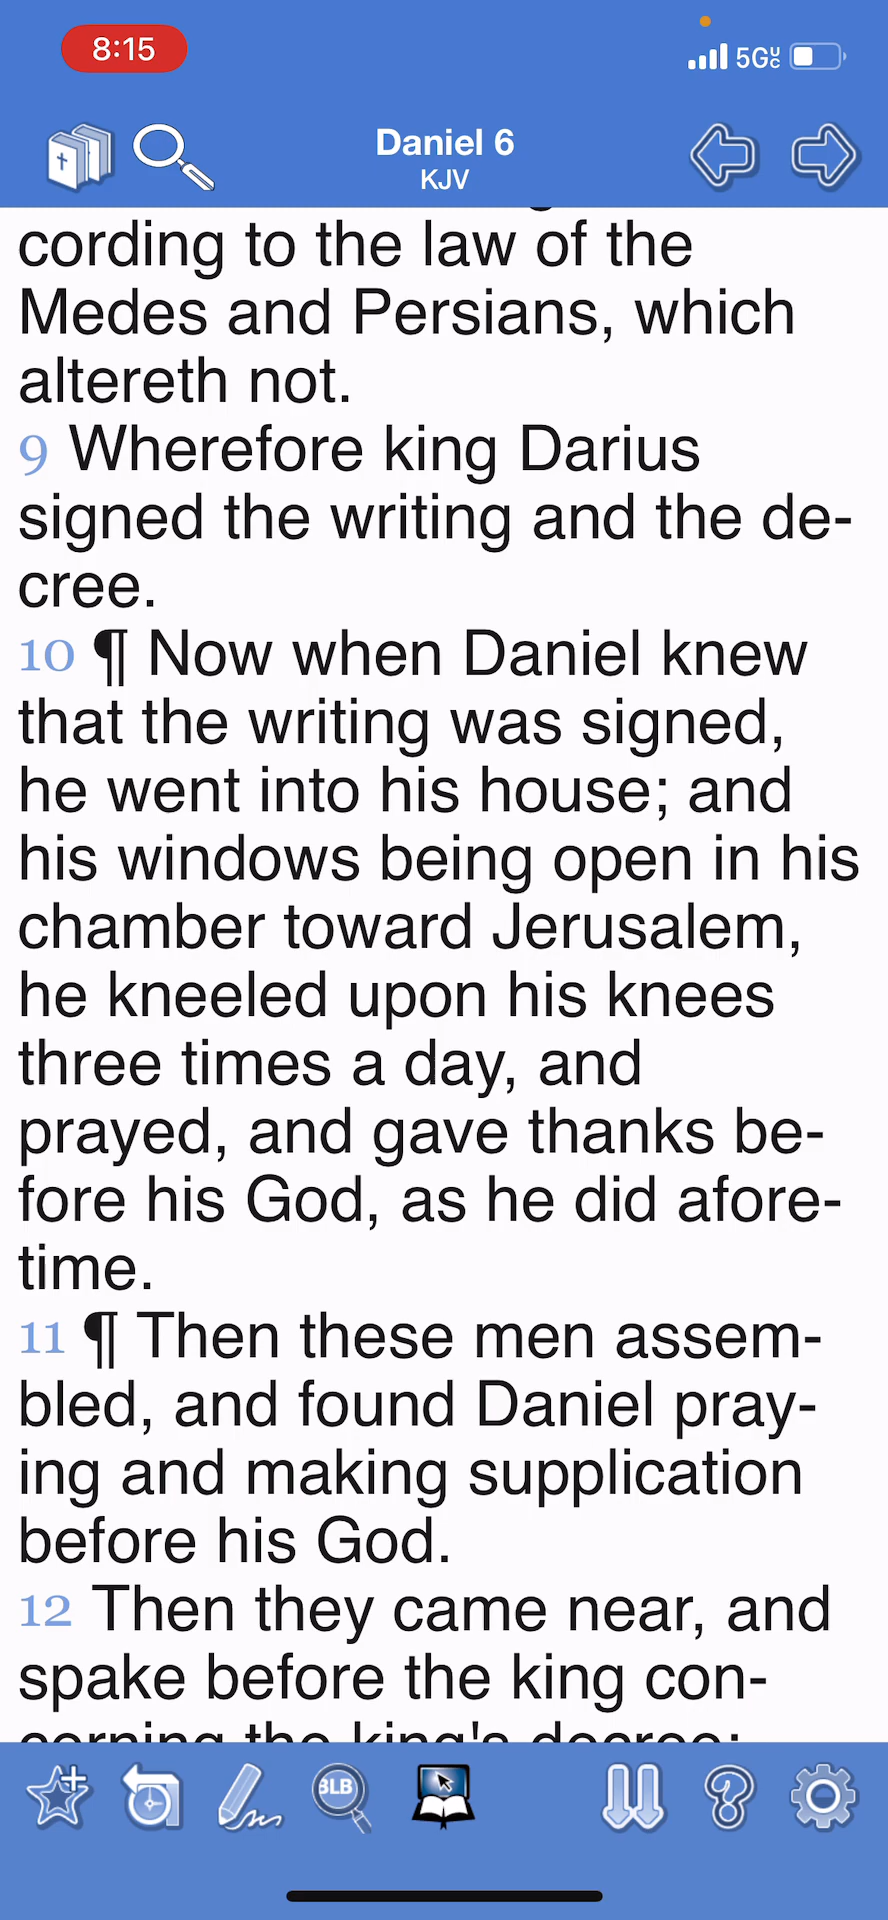 8:15
5GUC
Daniel 6
KJV
cording to the law of the
Medes and Persians, which
altereth not.
9 Wherefore king Darius
signed the writing and the de-
cree.
10 ¶ Now when Daniel knew
that the writing was signed,
he went into his house; and
his windows being open in his
chamber toward Jerusalem,
he kneeled upon his knees
three times a day, and
prayed, and gave thanks be-
fore his God, as he did afore-
time.
11 ¶ Then these men assem-
bled, and found Daniel pray-
ing and making supplication
before his God.
12 Then they came near, and
spake before the king con-
cerning the king's decree;
BLB